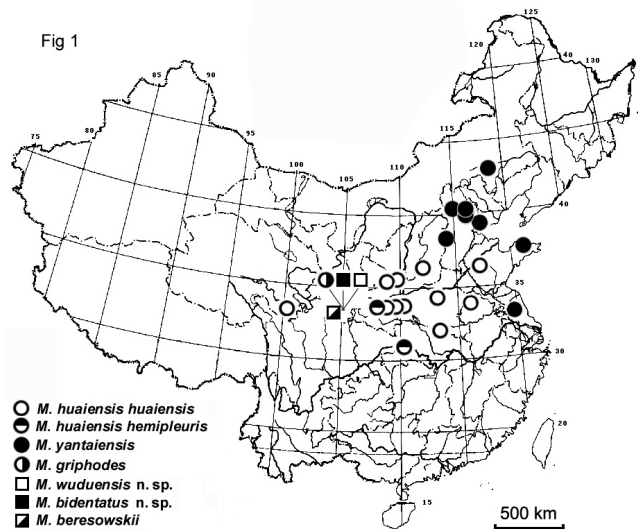 Fig 1
125
120
40
130
85
90
115
75
80
95
100
105
110
40
35
30
M. huaiensis huaiensis
M. huaiensis hemipleuris
M. yantaiensis
M. griphodes
M. wuduensis n. sp.
M. bidentatus n. sp.
M. beresowskii
20
15
500 km